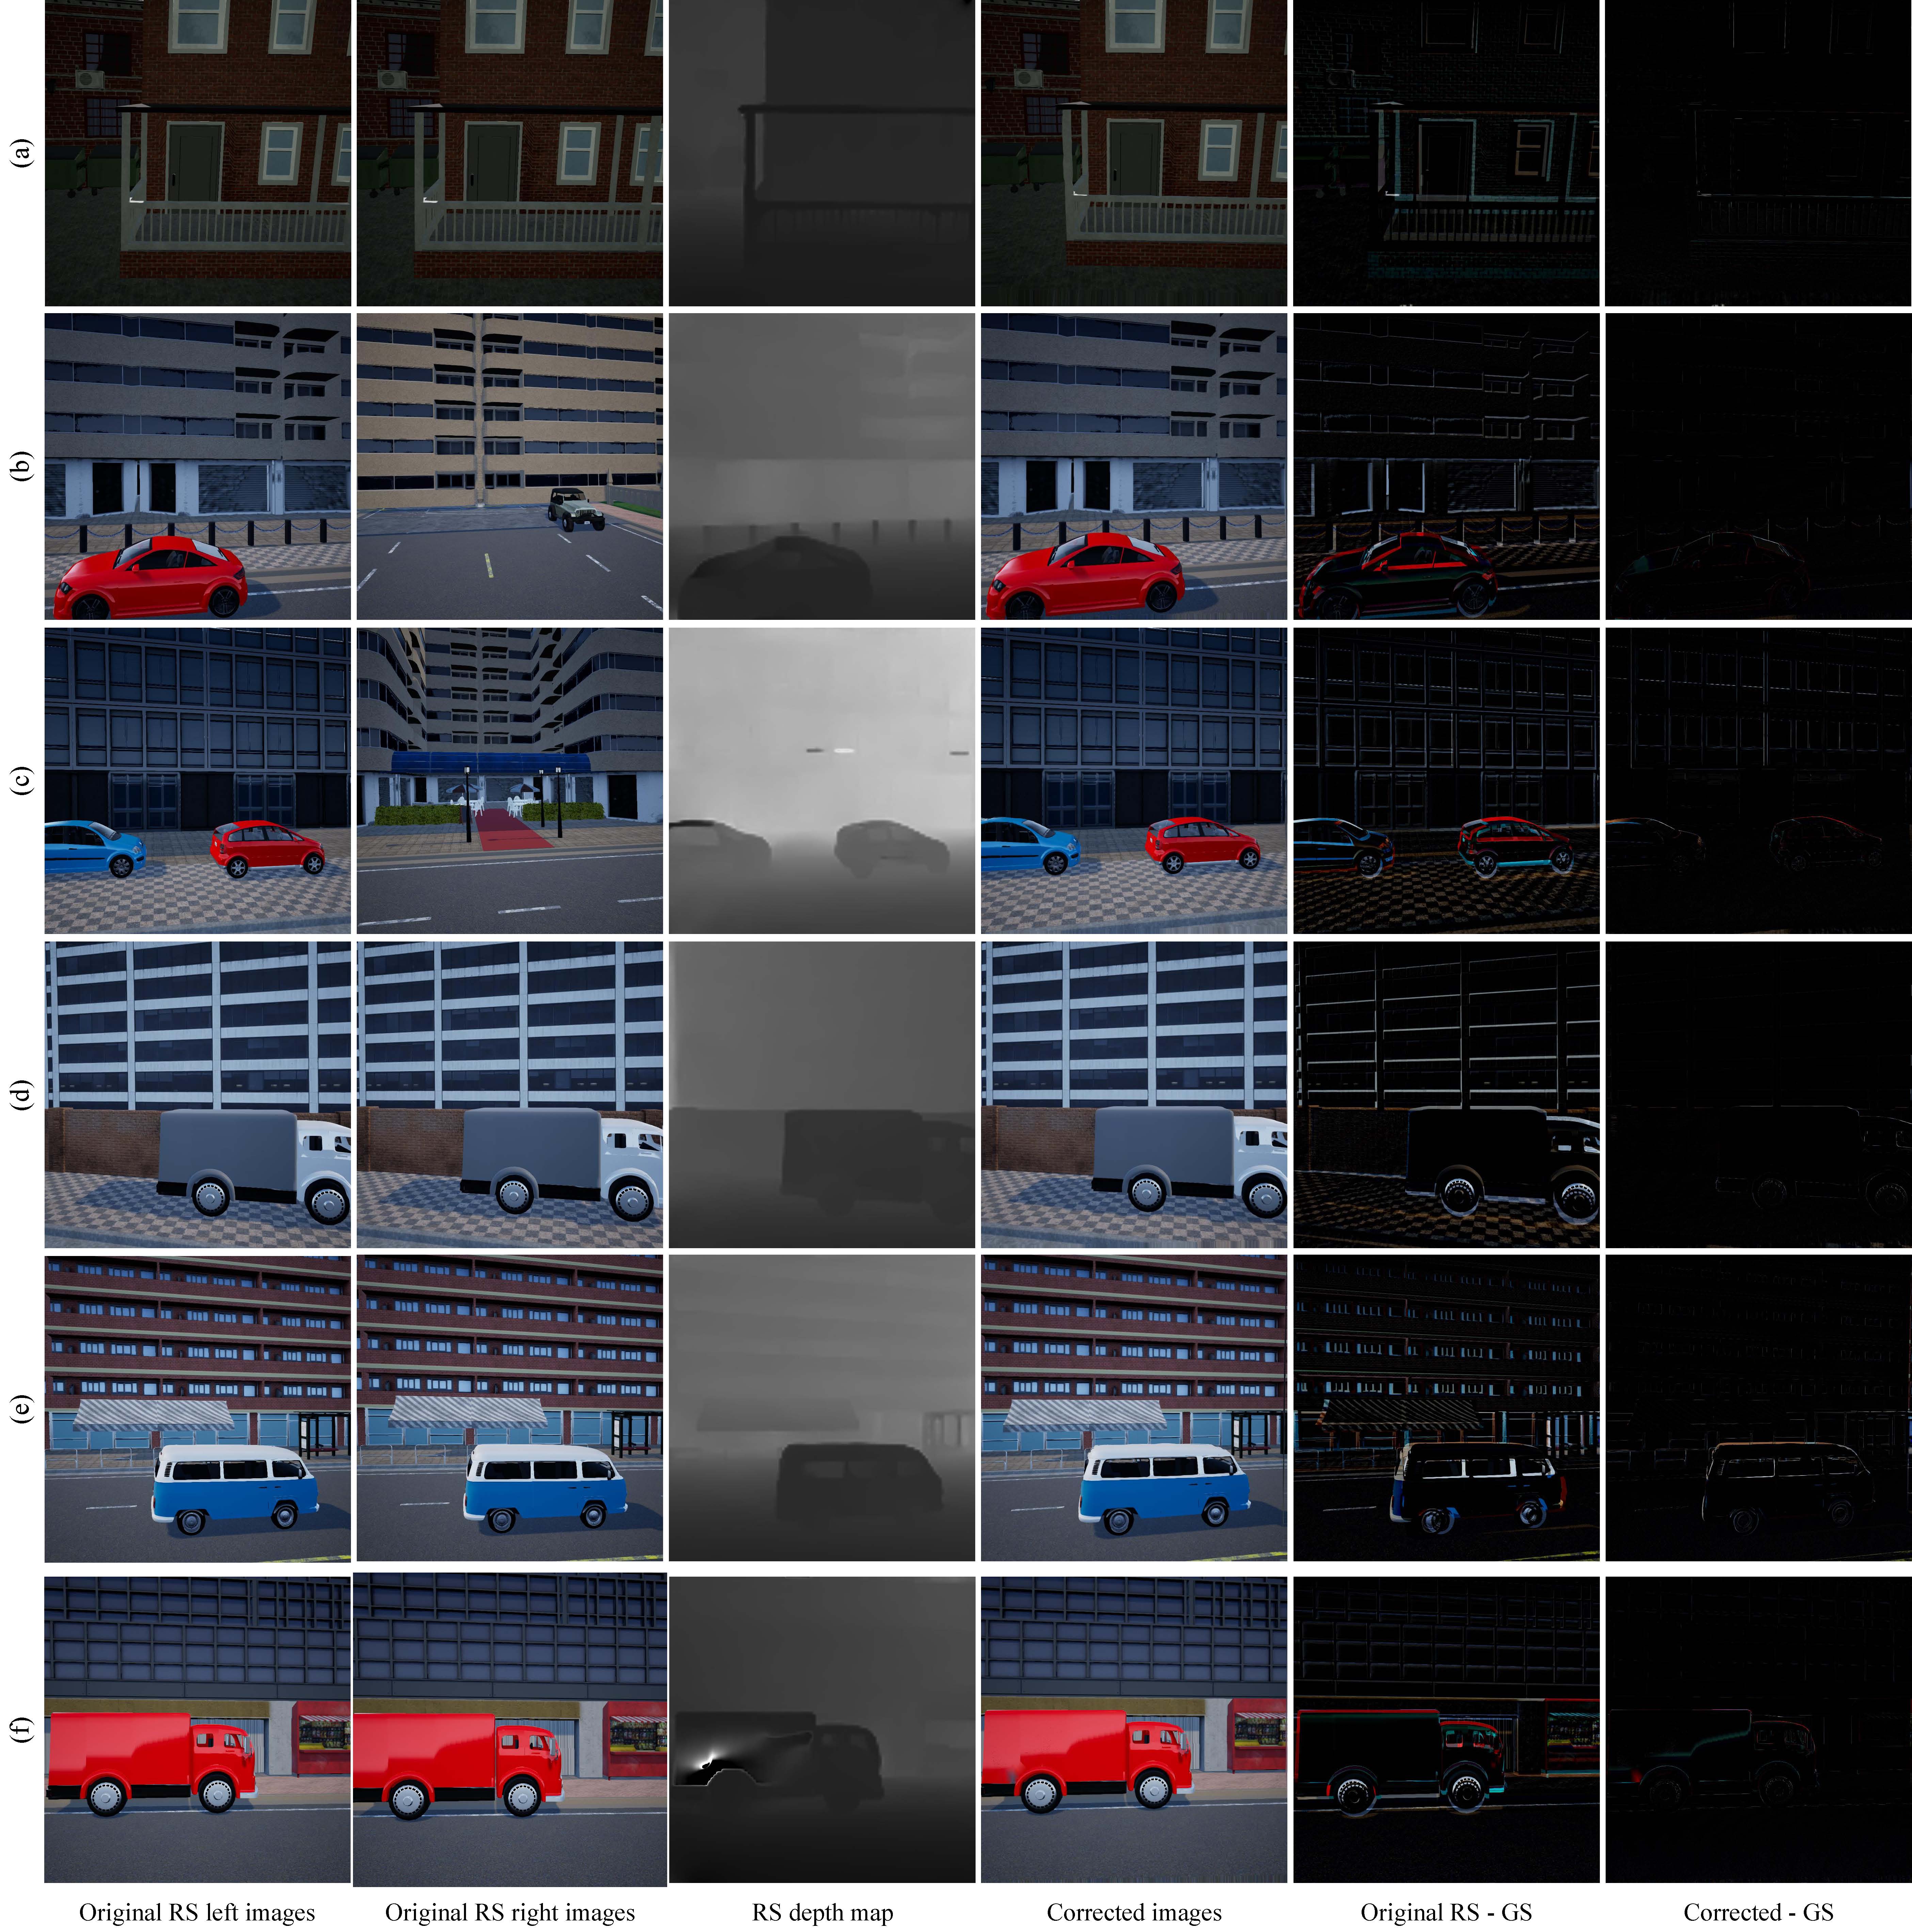 (a)
(b)
(c)
(d)
(e)
(f)
Original RS left images
Original RS right images
RS depth map
Corrected images
Original RS - GS
Corrected - GS